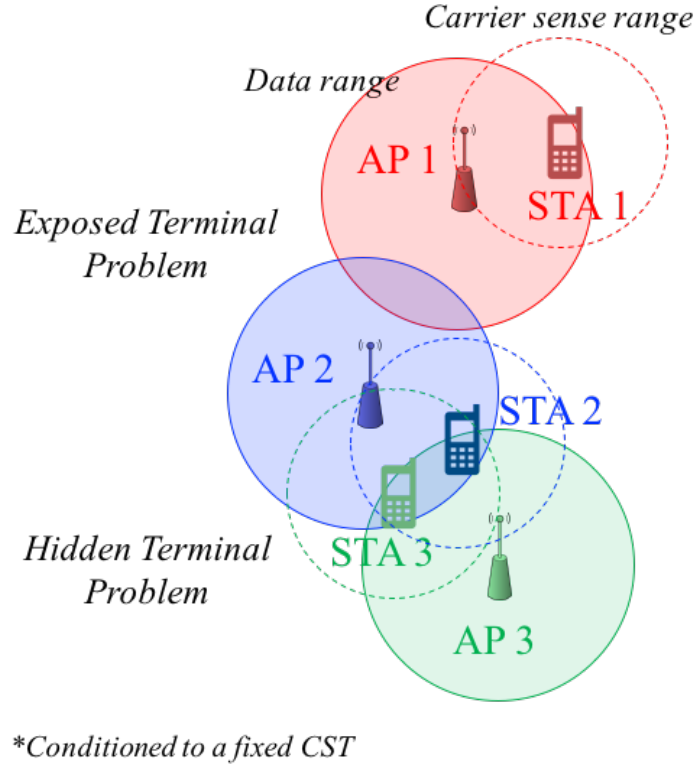 Carrier sense range
Data range
AP 1
STA 1
Exposed Terminal
Problem
AP 2
STA 2
STA 3
Hidden Terminal
Problem
AP 3
*Conditioned to a fixed CST